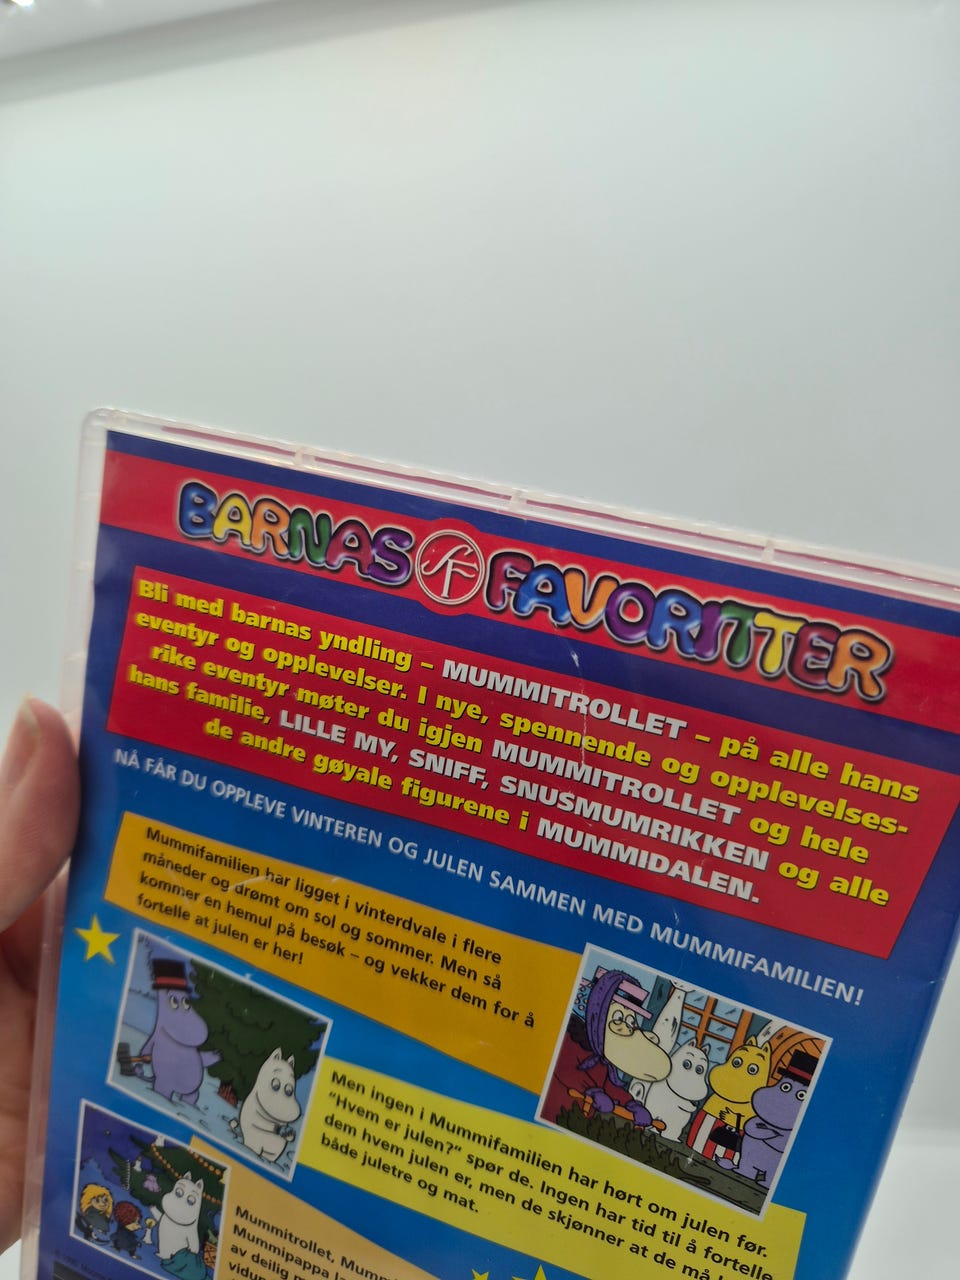 BARNAS SF FAVORITTER
Bli med barnas yndling – MUMMITROLLET – på alle hans
eventyr og opplevelser. I nye, spennende og opplevelses-
rike eventyr møter du igjen MUMMITROLLET og hele
hans familie, LILLE MY, SNIFF, SNUSMUMRIKKEN og alle
de andre gøyale figurene i MUMMIDALEN.
NÅ FÅR DU OPPLEVE VINTEREN OG JULEN SAMMEN MED MUMMIFAMILIEN!
Mummifamilien har ligget i vinterdvale i flere
måneder og drømt om sol og sommer. Men så
kommer en hemul på besøk – og vekker dem for å
fortelle at julen er her!
Men ingen i Mummifamilien har hørt om julen før.
"Hvem er julen?" spør de. Ingen har tid til å fortelle
dem hvem julen er, men de skjønner at de må
både juletre og mat.
Mummitrollet,
Mummipappa
av deilig